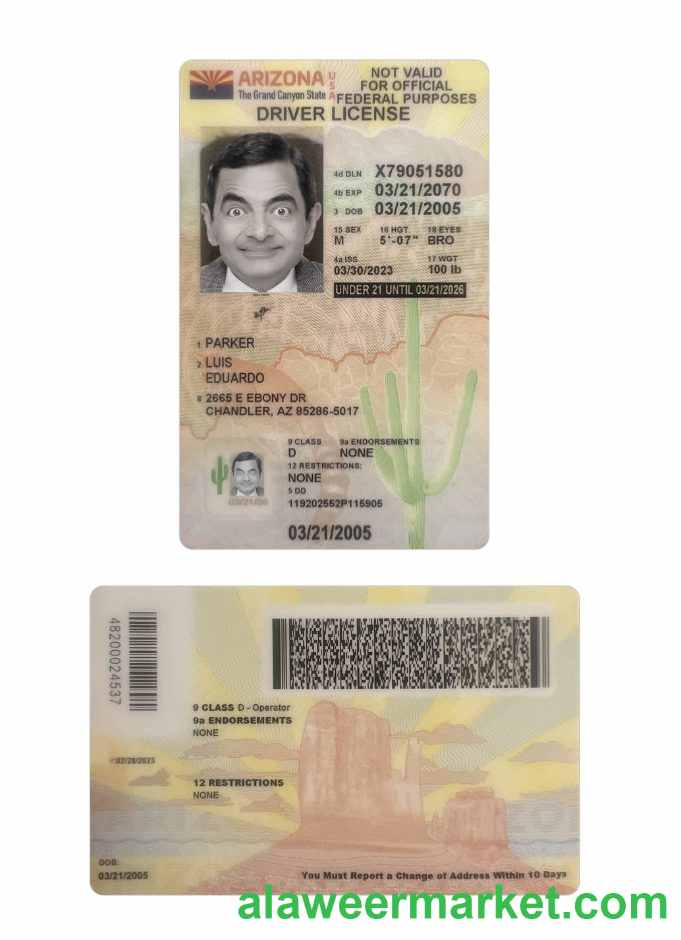 ARIZONA USA
The Grand Canyon State
NOT VALID
FOR OFFICIAL
FEDERAL PURPOSES
DRIVER LICENSE
4d DLN X79051580
4b EXP 03/21/2070
3 DOB 03/21/2005
15 SEX 16 HGT 18 EYES
M 5'-07" BRO
4a ISS 17 WGT
03/30/2023 100 lb
UNDER 21 UNTIL 03/21/2026
1 PARKER
2 LUIS
EDUARDO
8 2665 E EBONY DR
CHANDLER, AZ 85286-5017
9 CLASS 9a ENDORSEMENTS
D NONE
12 RESTRICTIONS:
NONE
5 DD
119202552P115905
03/21/2005
48200024537
9 CLASS D - Operator
9a ENDORSEMENTS
NONE
02/28/2023
12 RESTRICTIONS
NONE
DOB:
03/21/2005
You Must Report a Change of Address Within 10 Days
alaweermarket.com